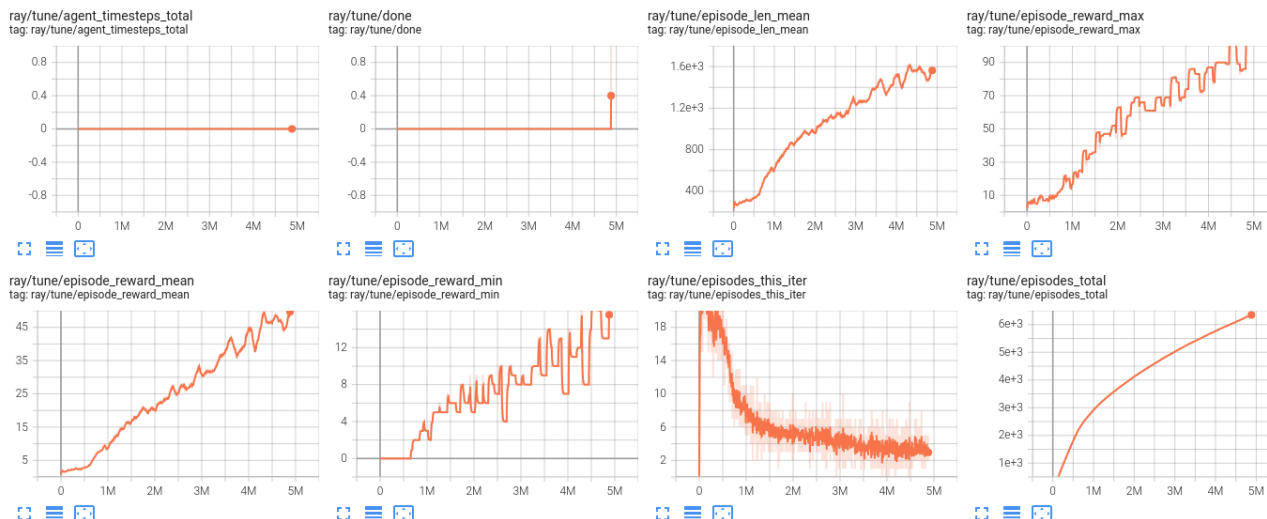 ray/tune/agent_timesteps_total
tag: ray/tune/agent_timesteps_total
0.8
0.4
0
-0.4
-0.8
0 1M 2M 3M 4M 5M
ray/tune/done
tag: ray/tune/done
0.8
0.4
0
-0.4
-0.8
0 1M 2M 3M 4M 5M
ray/tune/episode_len_mean
tag: ray/tune/episode_len_mean
1.6e+3
1.2e+3
800
400
0 1M 2M 3M 4M 5M
ray/tune/episode_reward_max
tag: ray/tune/episode_reward_max
90
70
50
30
10
0 1M 2M 3M 4M 5M
ray/tune/episode_reward_mean
tag: ray/tune/episode_reward_mean
45
35
25
15
5
0 1M 2M 3M 4M 5M
ray/tune/episode_reward_min
tag: ray/tune/episode_reward_min
12
8
4
0
0 1M 2M 3M 4M 5M
ray/tune/episodes_this_iter
tag: ray/tune/episodes_this_iter
18
14
10
6
2
0 1M 2M 3M 4M 5M
ray/tune/episodes_total
tag: ray/tune/episodes_total
6e+3
5e+3
4e+3
3e+3
2e+3
1e+3
0 1M 2M 3M 4M 5M